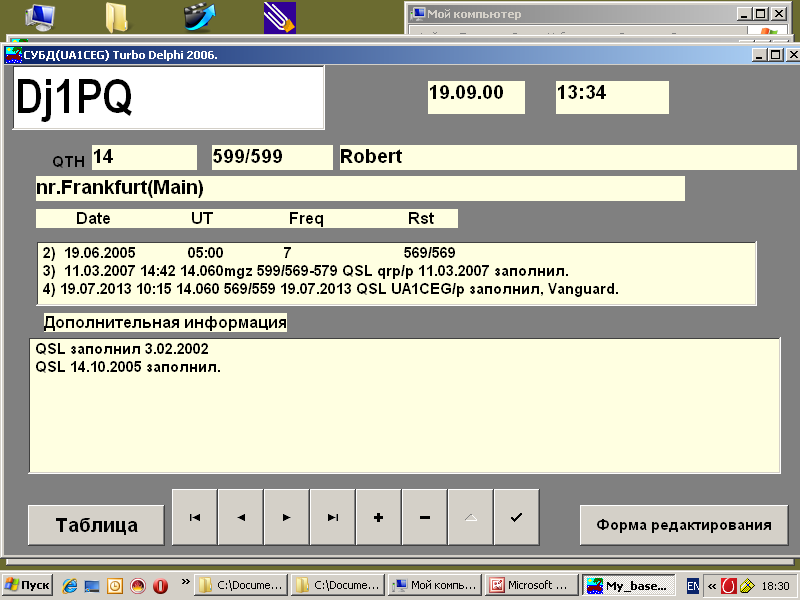 Мой компьютер
СУБД(UA1CEG) Turbo Delphi 2006.
Dj1PQ
19.09.00
13:34
QTH
14
599/599
Robert
nr.Frankfurt(Main)
Date UT Freq Rst
2) 19.06.2005 05:00 7 569/569
3) 11.03.2007 14:42 14.060mgz 599/569-579 QSL qrp/p 11.03.2007 заполнил.
4) 19.07.2013 10:15 14.060 569/559 19.07.2013 QSL UA1CEG/p заполнил, Vanguard.
Дополнительная информация
QSL заполнил 3.02.2002
QSL 14.10.2005 заполнил.
Таблица
Форма редактирования
Пуск
C:\Docume...
C:\Docume...
Мой компь...
Microsoft ...
My_base...
EN
18:30